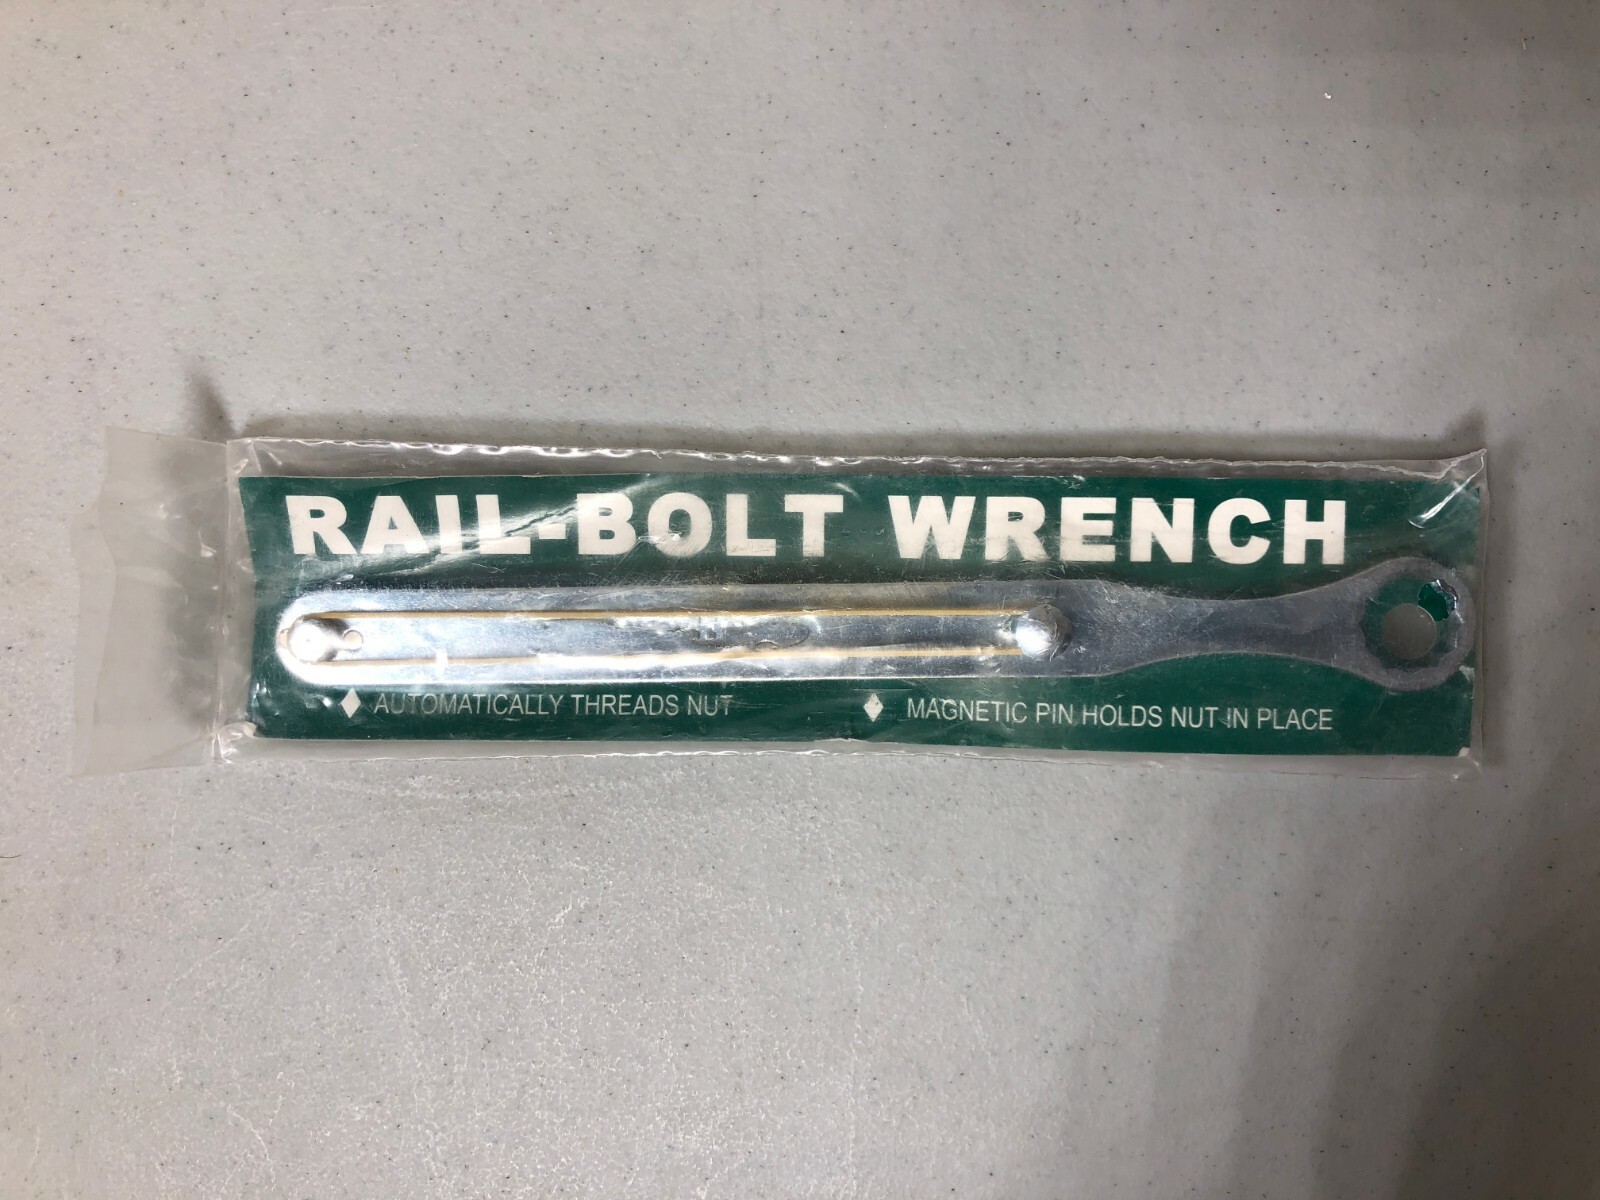 RAIL-BOLT WRENCH
♦ AUTOMATICALLY THREADS NUT ♦ MAGNETIC PIN HOLDS NUT IN PLACE